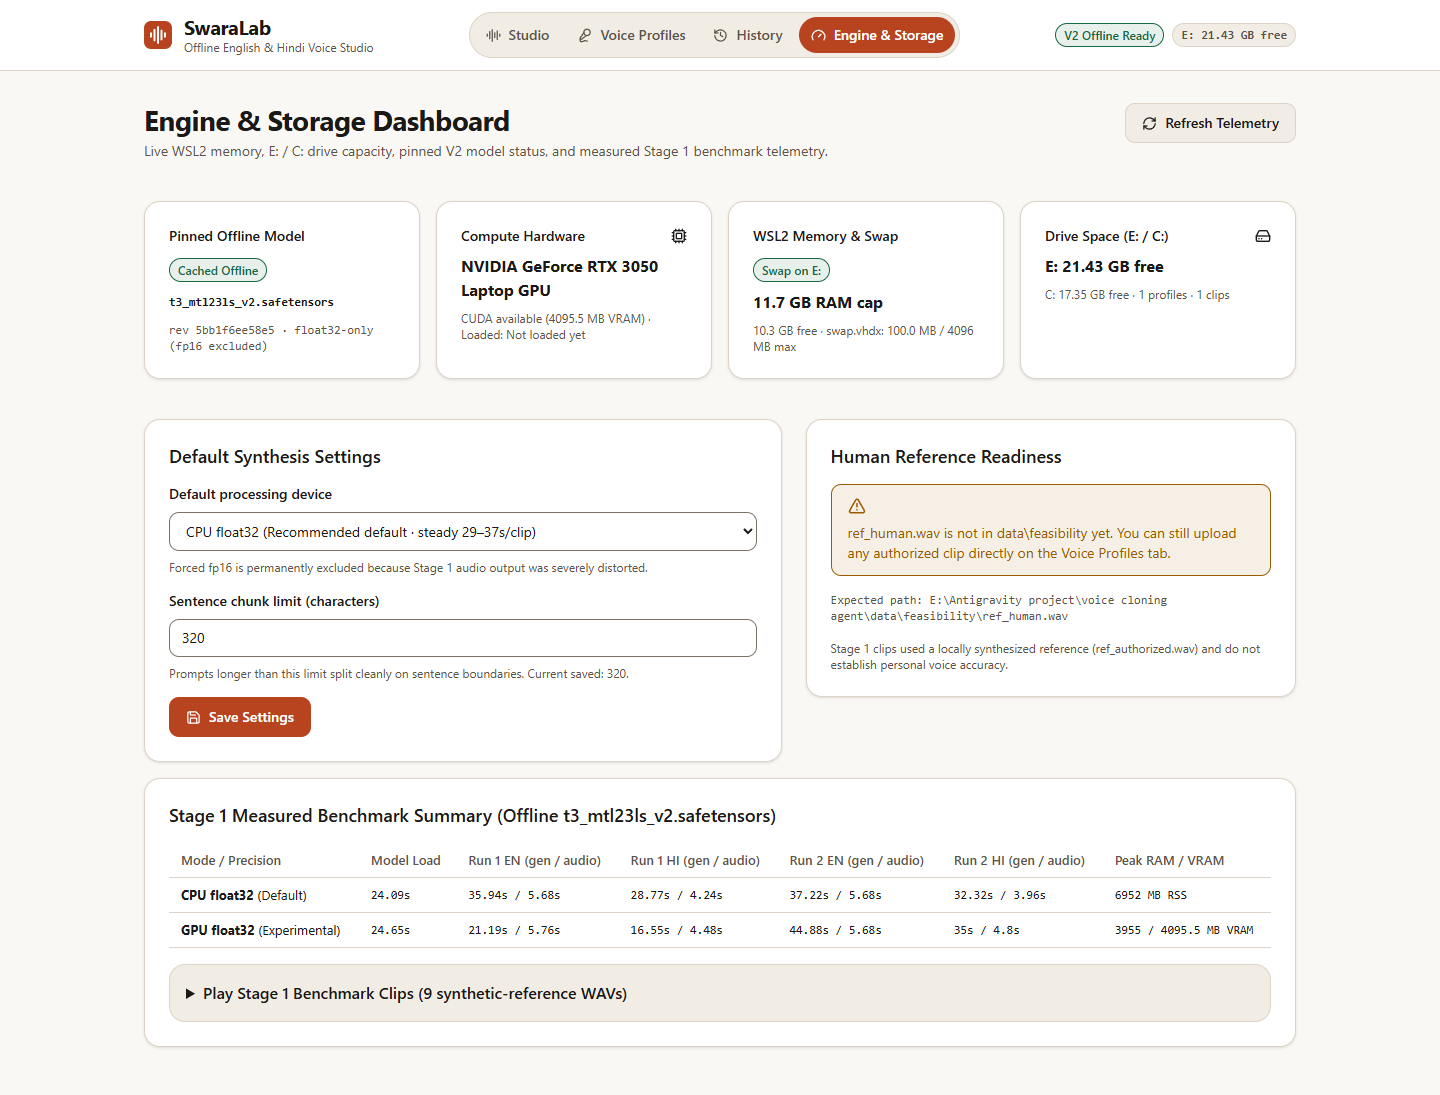 SwaraLab
Offline English & Hindi Voice Studio
Studio
Voice Profiles
History
Engine & Storage
V2 Offline Ready
E: 21.43 GB free
Engine & Storage Dashboard
Live WSL2 memory, E: / C: drive capacity, pinned V2 model status, and measured Stage 1 benchmark telemetry.
Refresh Telemetry
Pinned Offline Model
Cached Offline
t3_mtl23ls_v2.safetensors
rev 5bb1f6ee58e5 · float32-only
(fp16 excluded)
Compute Hardware
NVIDIA GeForce RTX 3050
Laptop GPU
CUDA available (4095.5 MB VRAM) ·
Loaded: Not loaded yet
WSL2 Memory & Swap
Swap on E:
11.7 GB RAM cap
10.3 GB free · swap.vhdx: 100.0 MB / 4096
MB max
Drive Space (E: / C:)
E: 21.43 GB free
C: 17.35 GB free · 1 profiles · 1 clips
Default Synthesis Settings
Default processing device
CPU float32 (Recommended default · steady 29–37s/clip)
Forced fp16 is permanently excluded because Stage 1 audio output was severely distorted.
Sentence chunk limit (characters)
320
Prompts longer than this limit split cleanly on sentence boundaries. Current saved: 320.
Save Settings
Human Reference Readiness
ref_human.wav is not in data\feasibility yet. You can still upload
any authorized clip directly on the Voice Profiles tab.
Expected path: E:\Antigravity project\voice cloning
agent\data\feasibility\ref_human.wav
Stage 1 clips used a locally synthesized reference (ref_authorized.wav) and do not
establish personal voice accuracy.
Stage 1 Measured Benchmark Summary (Offline t3_mtl23ls_v2.safetensors)
Mode / Precision Model Load Run 1 EN (gen / audio) Run 1 HI (gen / audio) Run 2 EN (gen / audio) Run 2 HI (gen / audio) Peak RAM / VRAM
CPU float32 (Default) 24.09s 35.94s / 5.68s 28.77s / 4.24s 37.22s / 5.68s 32.32s / 3.96s 6952 MB RSS
GPU float32 (Experimental) 24.65s 21.19s / 5.76s 16.55s / 4.48s 44.88s / 5.68s 35s / 4.8s 3955 / 4095.5 MB VRAM
Play Stage 1 Benchmark Clips (9 synthetic-reference WAVs)